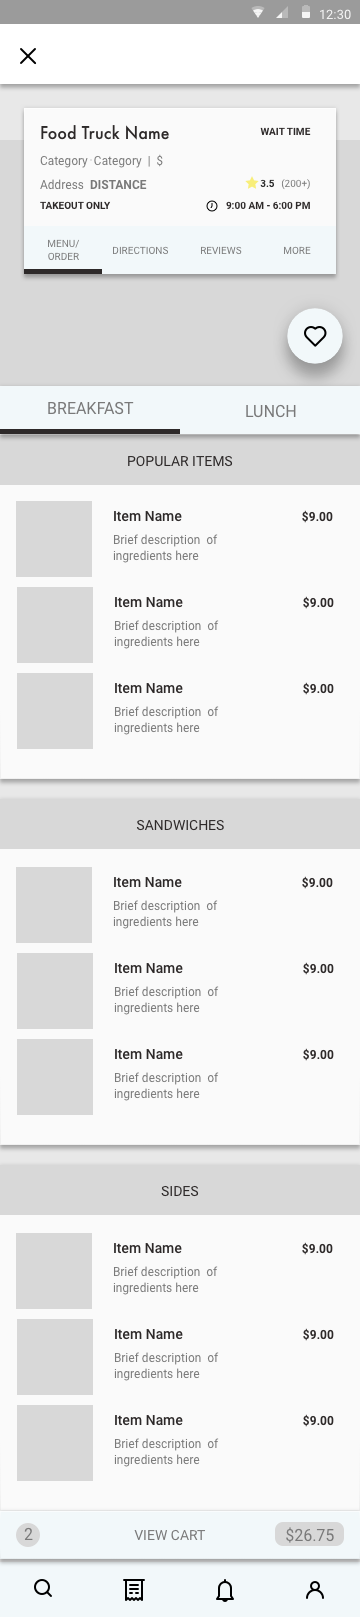 12:30
Food Truck Name
WAIT TIME
Category · Category | $
Address DISTANCE
3.5 (200+)
TAKEOUT ONLY
9:00 AM - 6:00 PM
MENU/
ORDER
DIRECTIONS
REVIEWS
MORE
BREAKFAST
LUNCH
POPULAR ITEMS
Item Name $9.00
Brief description of
ingredients here
Item Name $9.00
Brief description of
ingredients here
Item Name $9.00
Brief description of
ingredients here
SANDWICHES
Item Name $9.00
Brief description of
ingredients here
Item Name $9.00
Brief description of
ingredients here
Item Name $9.00
Brief description of
ingredients here
SIDES
Item Name $9.00
Brief description of
ingredients here
Item Name $9.00
Brief description of
ingredients here
Item Name $9.00
Brief description of
ingredients here
2 VIEW CART $26.75